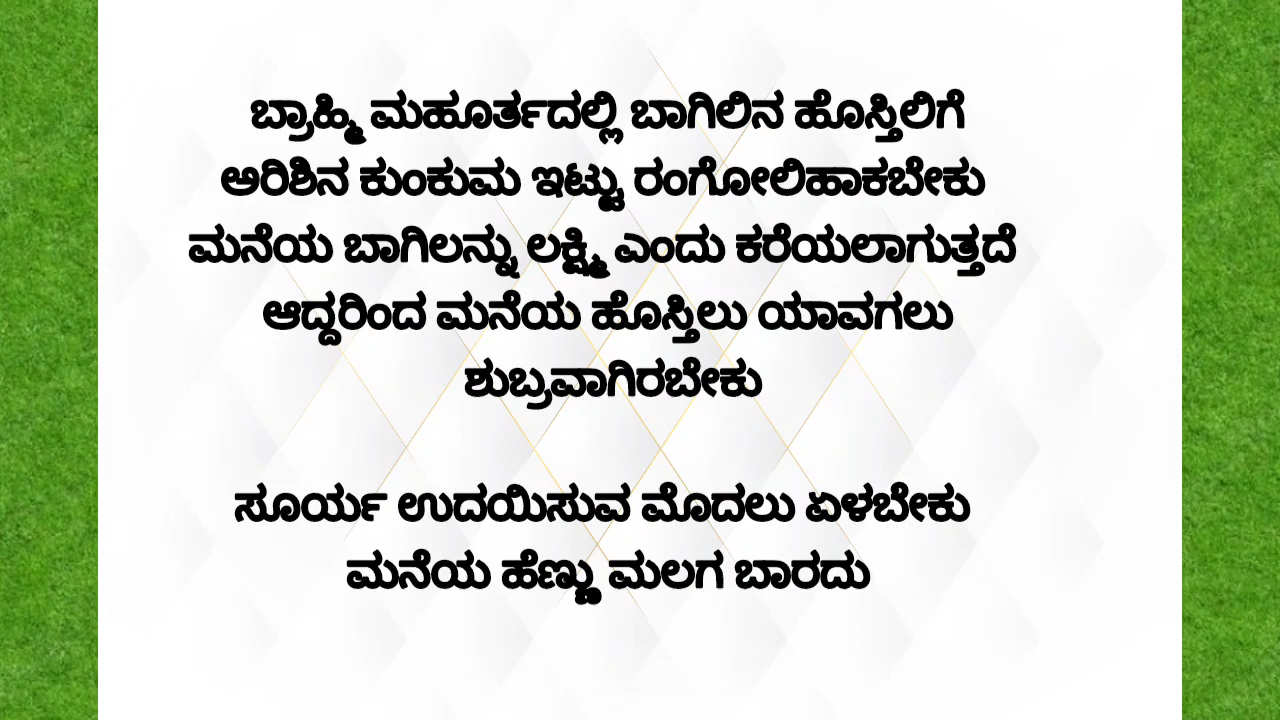 ಬ್ರಾಹ್ಮಿ ಮಹೂರ್ತದಲ್ಲಿ ಬಾಗಿಲಿನ ಹೊಸ್ತಿಲಿಗೆ
ಅರಿಶಿನ ಕುಂಕುಮ ಇಟ್ಟು ರಂಗೋಲಿಹಾಕಬೇಕು
ಮನೆಯ ಬಾಗಿಲನ್ನು ಲಕ್ಷ್ಮಿ ಎಂದು ಕರೆಯಲಾಗುತ್ತದೆ
ಆದ್ದರಿಂದ ಮನೆಯ ಹೊಸ್ತಿಲು ಯಾವಗಲು
ಶುಬ್ರವಾಗಿರಬೇಕು
ಸೂರ್ಯ ಉದಯಿಸುವ ಮೊದಲು ಏಳಬೇಕು
ಮನೆಯ ಹೆಣ್ಣು ಮಲಗ ಬಾರದು